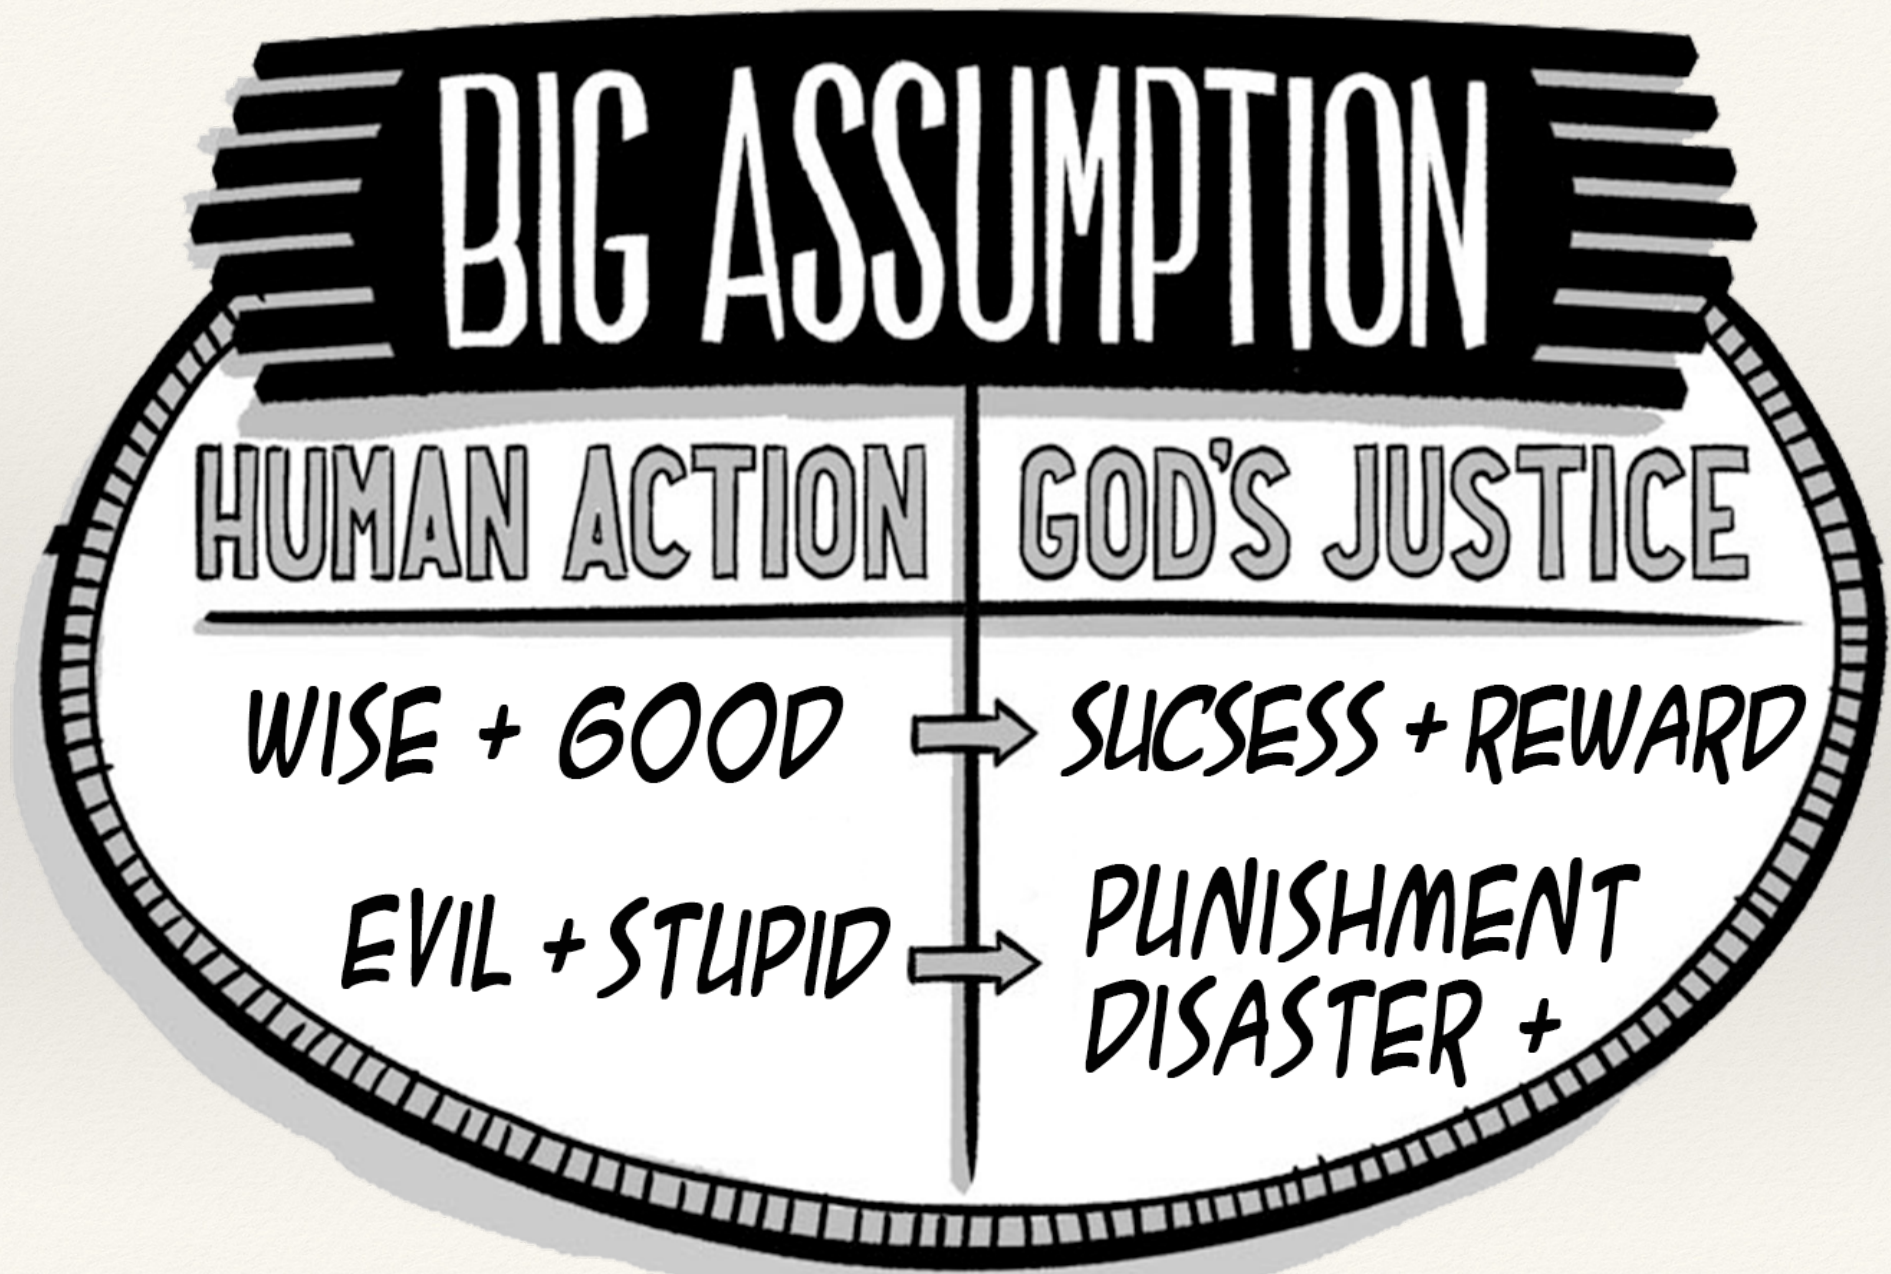 BIG ASSUMPTION
HUMAN ACTION
GOD'S JUSTICE
WISE + GOOD
SUCSESS + REWARD
EVIL + STUPID
PUNISHMENT
DISASTER +